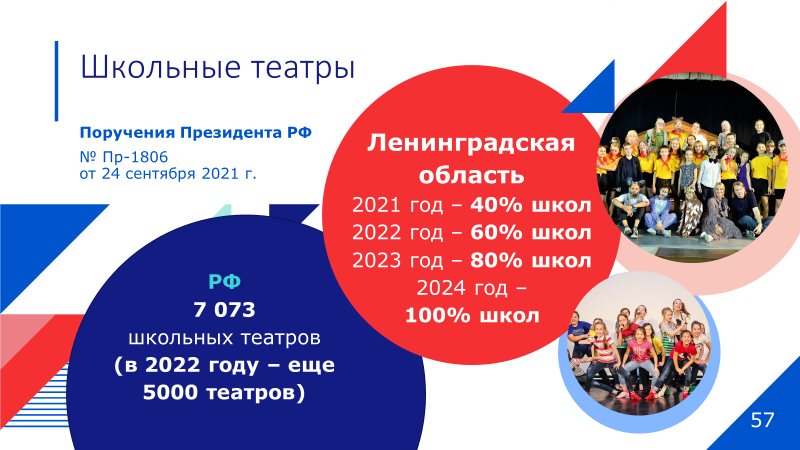 Школьные театры
Поручения Президента РФ
№ Пр-1806
от 24 сентября 2021 г.
Ленинградская
область
2021 год – 40% школ
2022 год – 60% школ
2023 год – 80% школ
2024 год –
100% школ
РФ
7 073
школьных театров
(в 2022 году – еще
5000 театров)
57